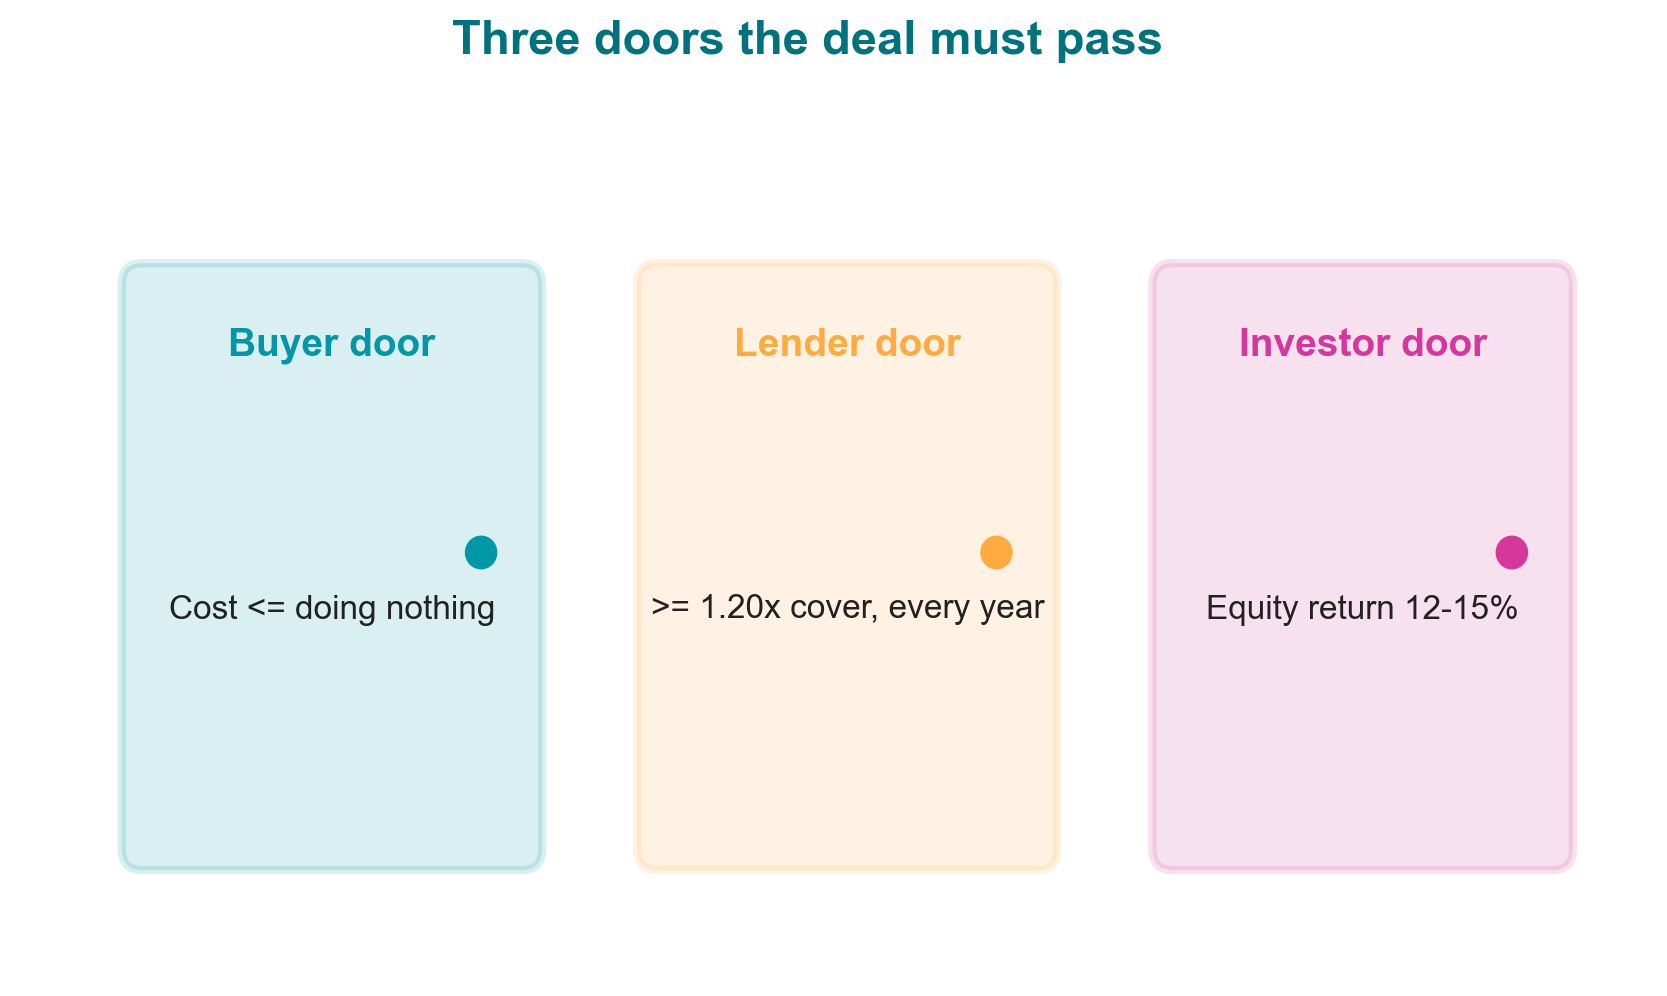 Three doors the deal must pass
Buyer door
Cost <= doing nothing
Lender door
>= 1.20x cover, every year
Investor door
Equity return 12-15%